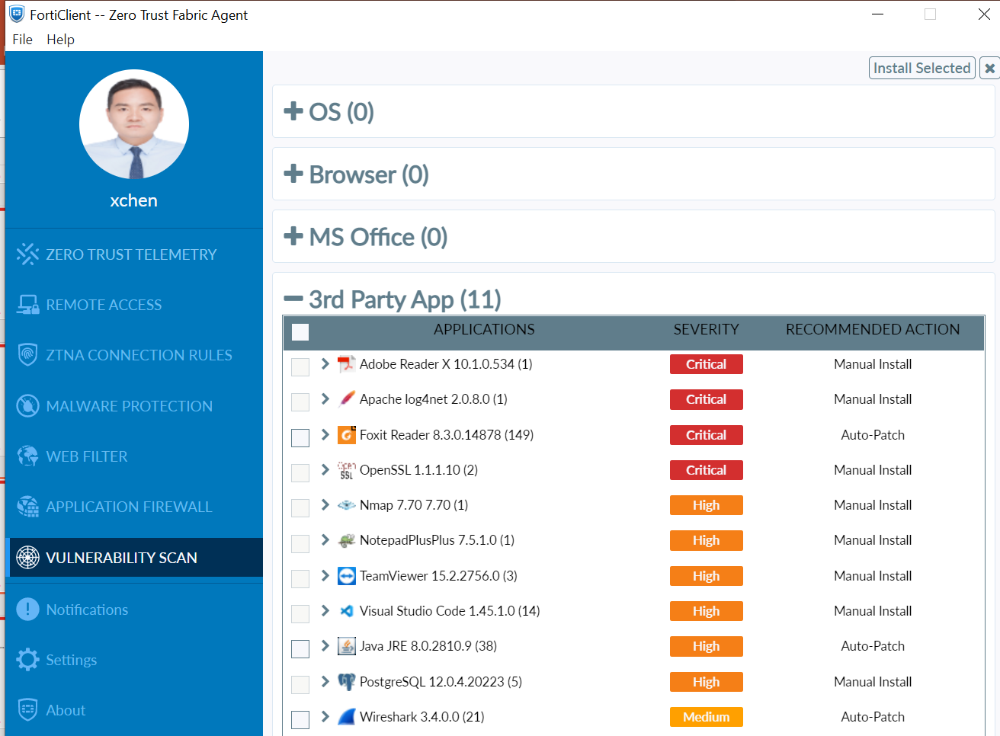 FortiClient -- Zero Trust Fabric Agent
File Help
Install Selected
xchen
ZERO TRUST TELEMETRY
REMOTE ACCESS
ZTNA CONNECTION RULES
MALWARE PROTECTION
WEB FILTER
APPLICATION FIREWALL
VULNERABILITY SCAN
Notifications
Settings
About
OS (0)
Browser (0)
MS Office (0)
3rd Party App (11)
APPLICATIONS SEVERITY RECOMMENDED ACTION
Adobe Reader X 10.1.0.534 (1) Critical Manual Install
Apache log4net 2.0.8.0 (1) Critical Manual Install
Foxit Reader 8.3.0.14878 (149) Critical Auto-Patch
OpenSSL 1.1.1.10 (2) Critical Manual Install
Nmap 7.70 7.70 (1) High Manual Install
NotepadPlusPlus 7.5.1.0 (1) High Manual Install
TeamViewer 15.2.2756.0 (3) High Manual Install
Visual Studio Code 1.45.1.0 (14) High Manual Install
Java JRE 8.0.2810.9 (38) High Auto-Patch
PostgreSQL 12.0.4.20223 (5) High Manual Install
Wireshark 3.4.0.0 (21) Medium Auto-Patch